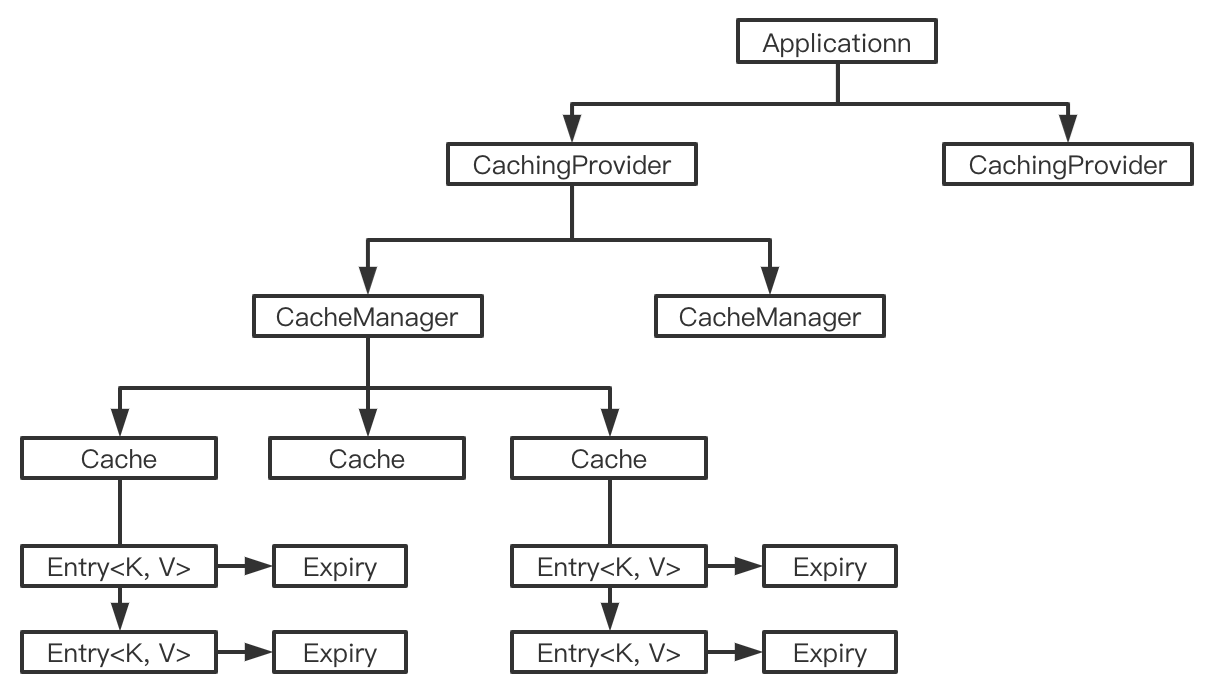 Applicationn
CachingProvider
CachingProvider
CacheManager
CacheManager
Cache
Cache
Cache
Entry<K, V>
Expiry
Entry<K, V>
Expiry
Entry<K, V>
Expiry
Entry<K, V>
Expiry